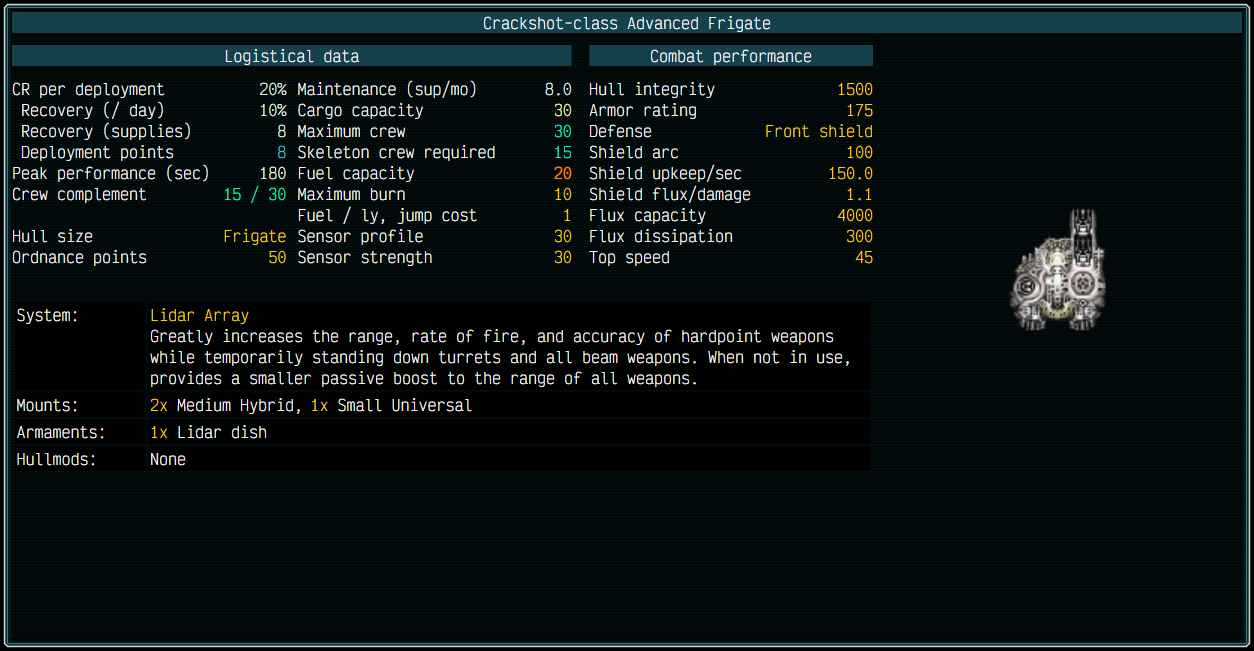 Crackshot-class Advanced Frigate
Logistical data
Combat performance
CR per deployment 20% Maintenance (sup/mo) 8.0 Hull integrity 1500
Recovery (/ day) 10% Cargo capacity 30 Armor rating 175
Recovery (supplies) 8 Maximum crew 30 Defense Front shield
Deployment points 8 Skeleton crew required 15 Shield arc 100
Peak performance (sec) 180 Fuel capacity 20 Shield upkeep/sec 150.0
Crew complement 15 / 30 Maximum burn 10 Shield flux/damage 1.1
Fuel / ly, jump cost 1 Flux capacity 4000
Hull size Frigate Sensor profile 30 Flux dissipation 300
Ordnance points 50 Sensor strength 30 Top speed 45
System: Lidar Array
Greatly increases the range, rate of fire, and accuracy of hardpoint weapons
while temporarily standing down turrets and all beam weapons. When not in use,
provides a smaller passive boost to the range of all weapons.
Mounts: 2x Medium Hybrid, 1x Small Universal
Armaments: 1x Lidar dish
Hullmods: None